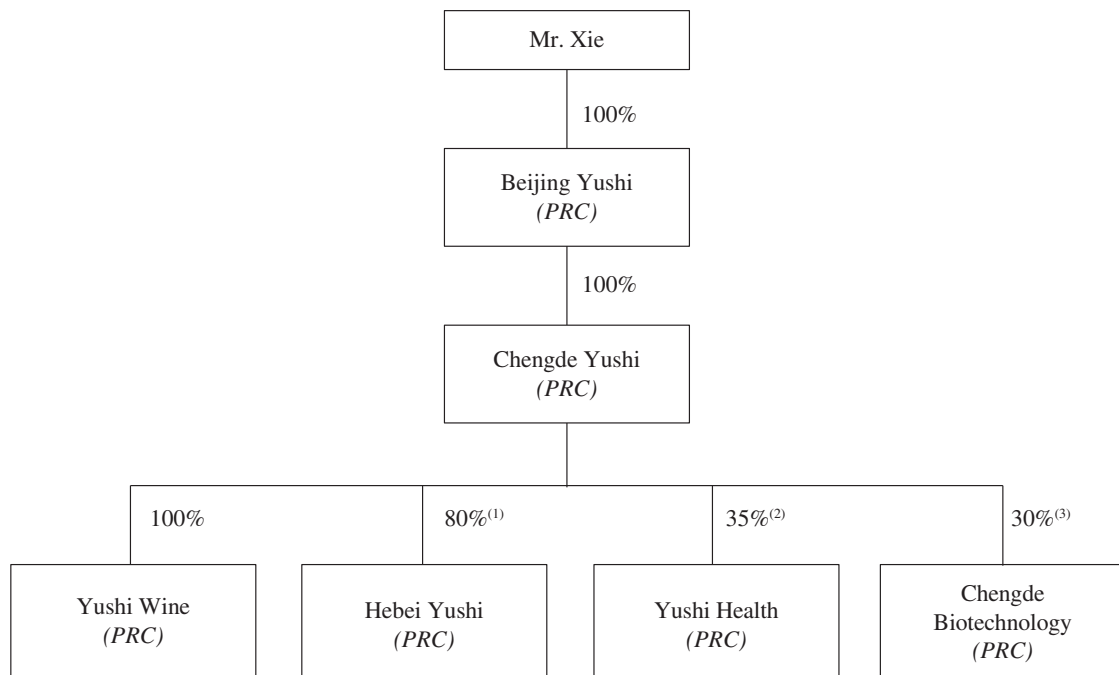 Mr. Xie
100%
Beijing Yushi
(PRC)
100%
Chengde Yushi
(PRC)
100%
80%(1)
35%(2)
30%(3)
Yushi Wine
(PRC)
Hebei Yushi
(PRC)
Yushi Health
(PRC)
Chengde
Biotechnology
(PRC)